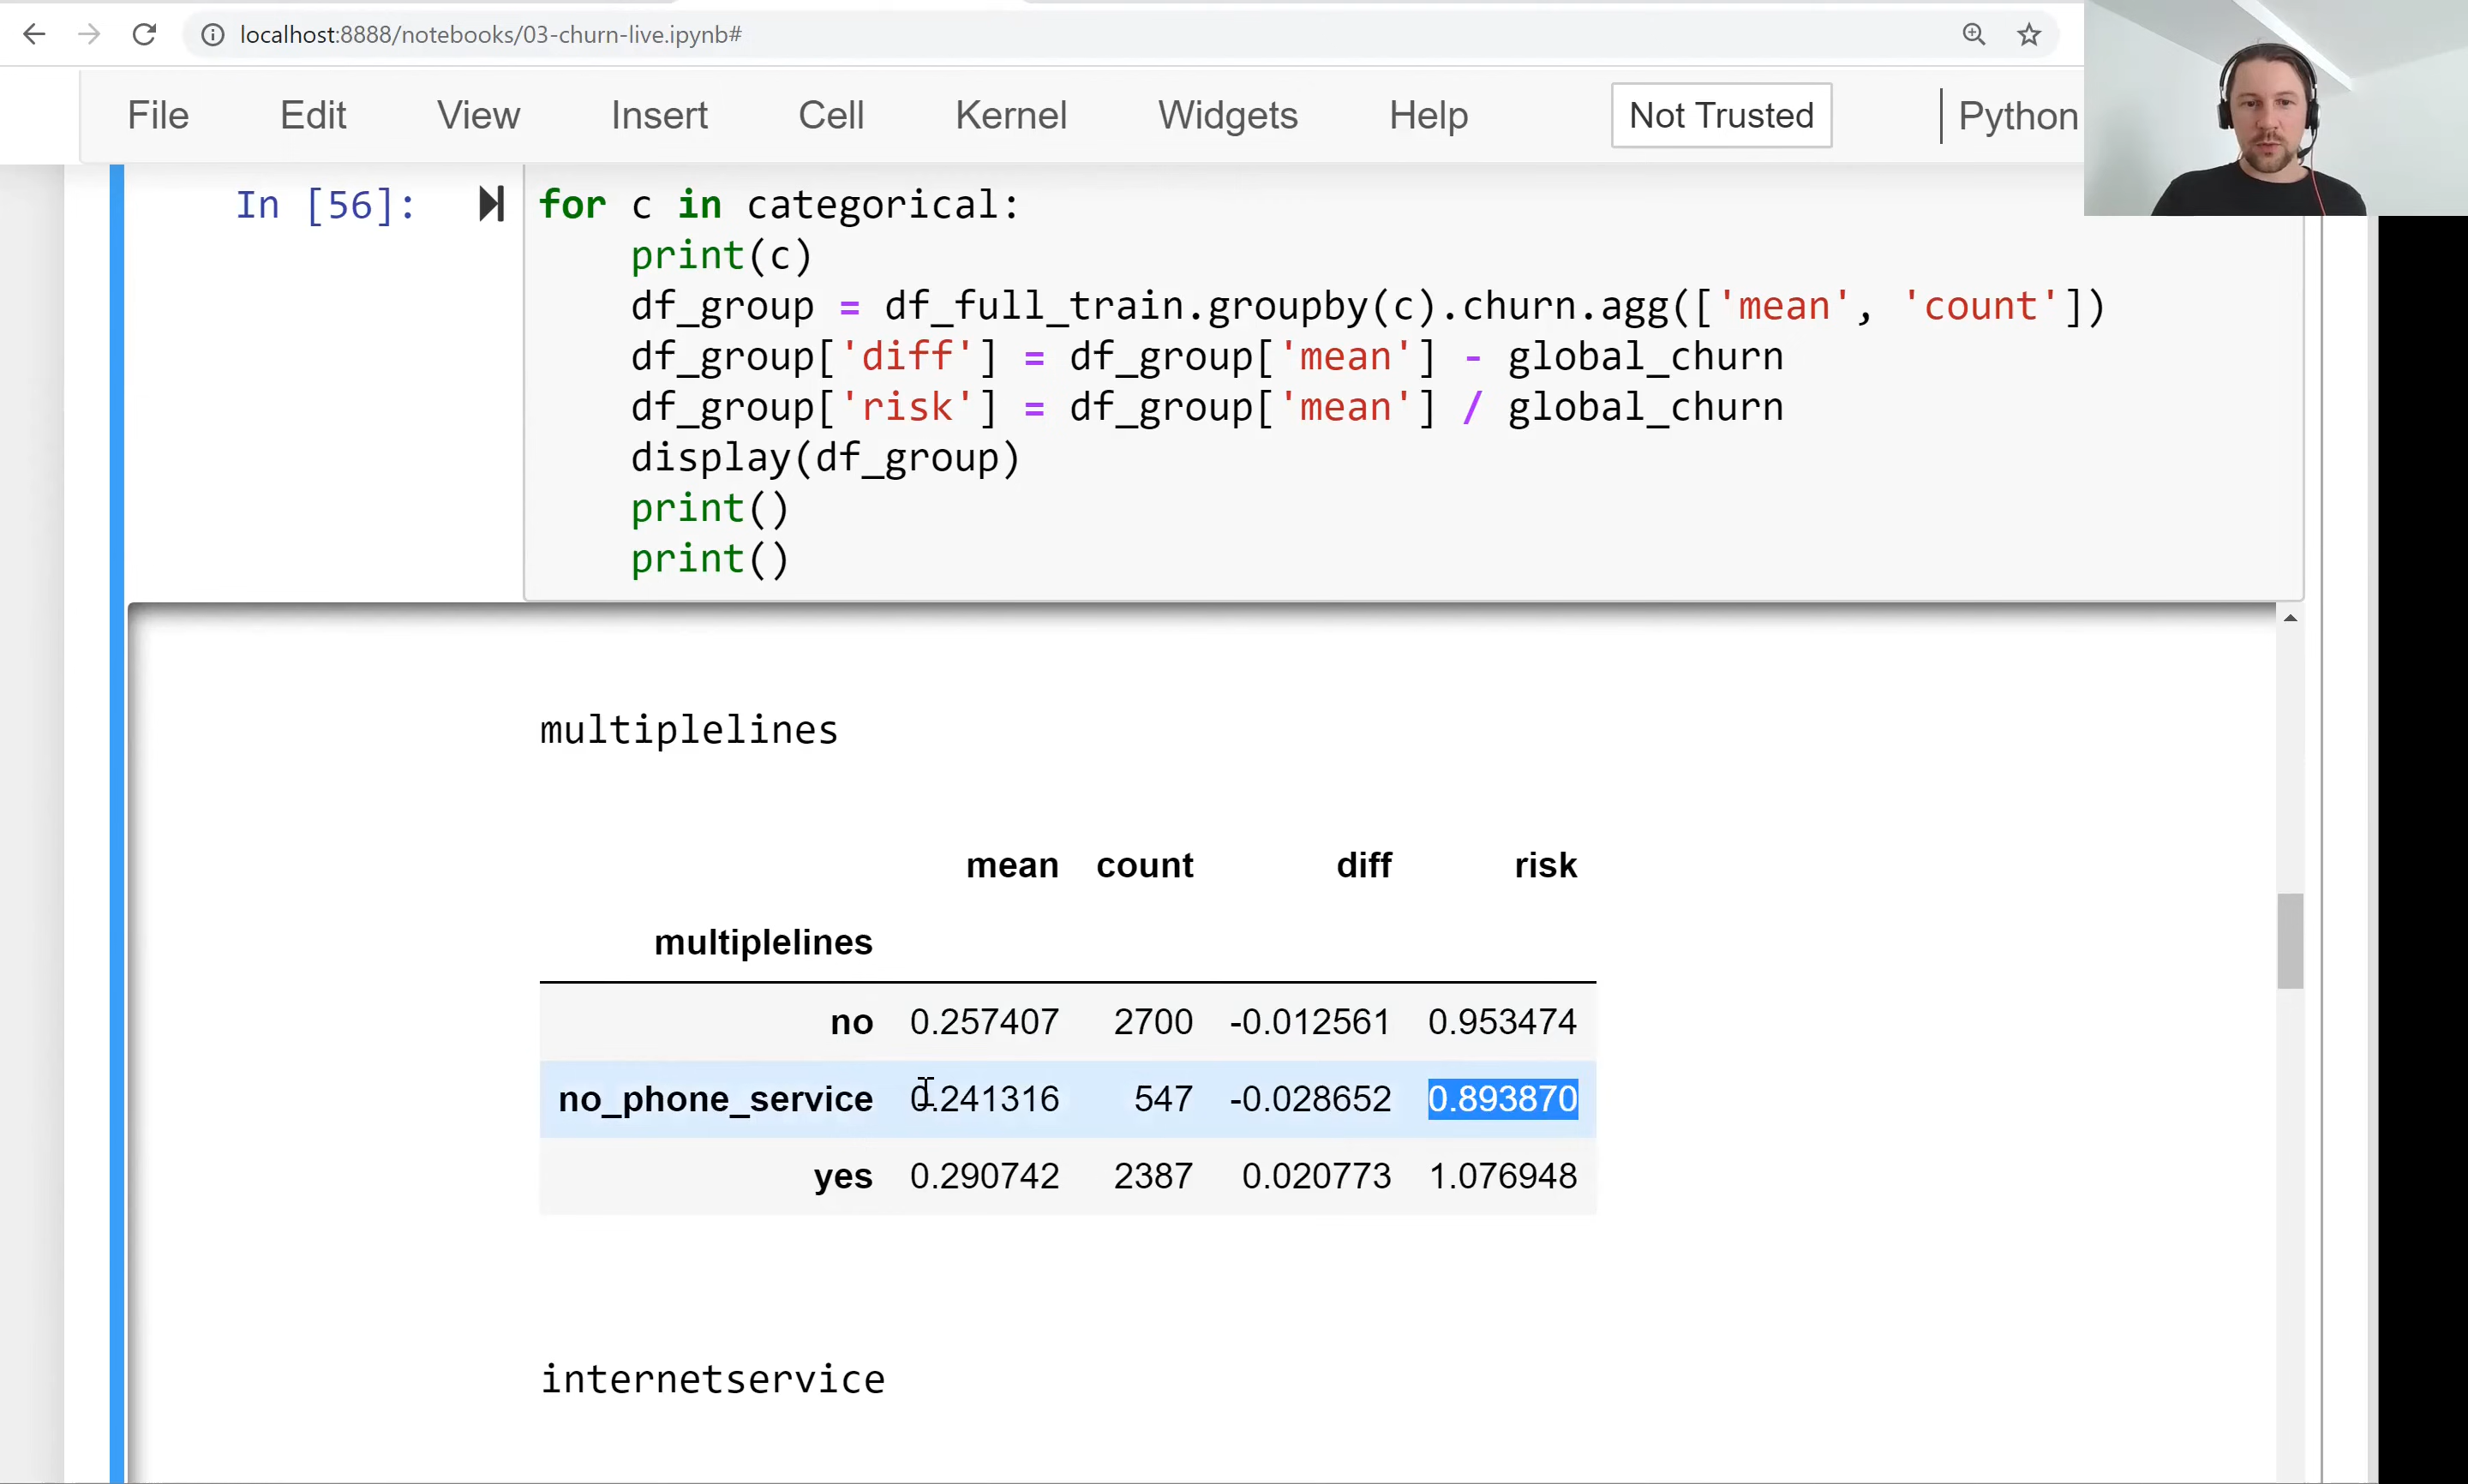 localhost:8888/notebooks/03-churn-live.ipynb#
File Edit View Insert Cell Kernel Widgets Help Not Trusted Python
In [56]:
for c in categorical:
    print(c)
    df_group = df_full_train.groupby(c).churn.agg(['mean', 'count'])
    df_group['diff'] = df_group['mean'] - global_churn
    df_group['risk'] = df_group['mean'] / global_churn
    display(df_group)
    print()
    print()
multiplelines
mean count diff risk
multiplelines
no 0.257407 2700 -0.012561 0.953474
no_phone_service 0.241316 547 -0.028652 0.893870
yes 0.290742 2387 0.020773 1.076948
internetservice